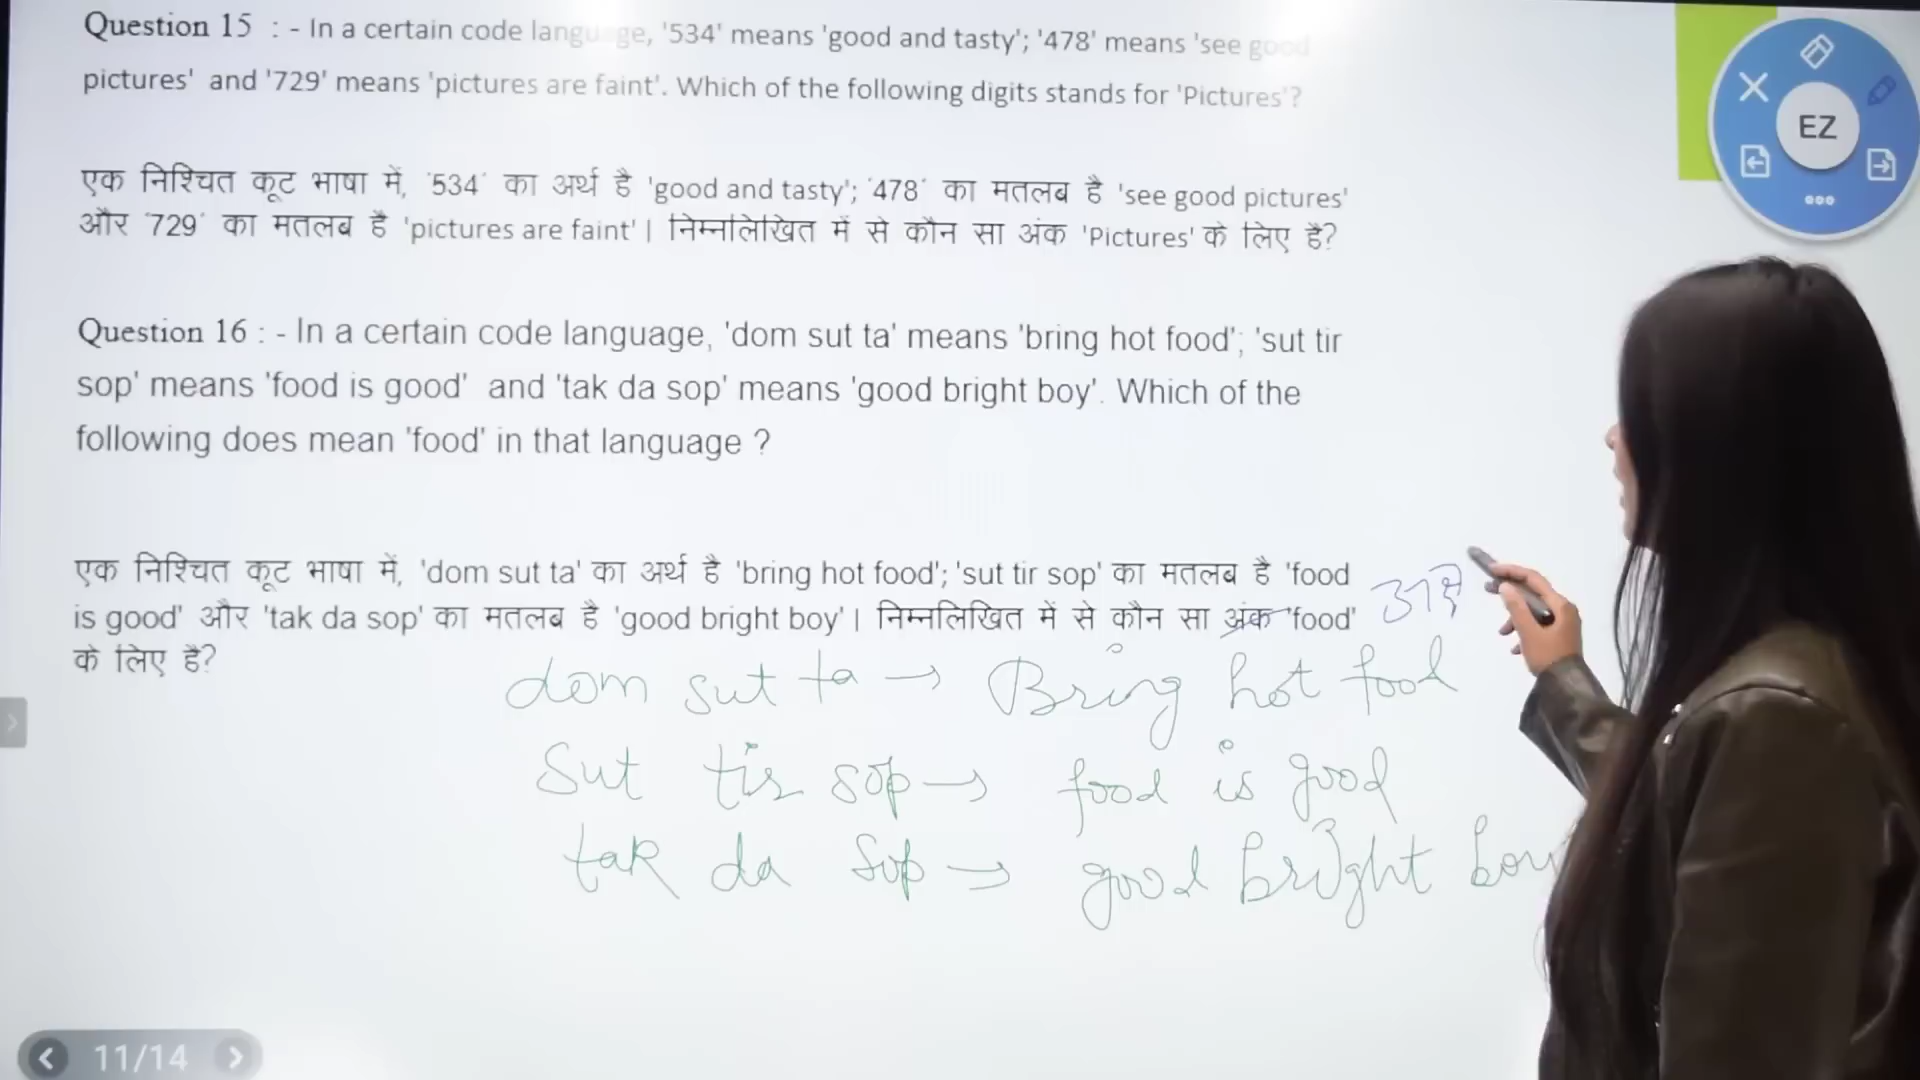 Question 15 : - In a certain code language, '534' means 'good and tasty'; '478' means 'see good
pictures' and '729' means 'pictures are faint'. Which of the following digits stands for 'Pictures'?
एक निश्चित कूट भाषा में, '534' का अर्थ है 'good and tasty'; '478' का मतलब है 'see good pictures'
और '729' का मतलब है 'pictures are faint'। निम्नलिखित में से कौन सा अंक 'Pictures' के लिए है?
Question 16 : - In a certain code language, 'dom sut ta' means 'bring hot food'; 'sut tir
sop' means 'food is good' and 'tak da sop' means 'good bright boy'. Which of the
following does mean 'food' in that language ?
एक निश्चित कूट भाषा में, 'dom sut ta' का अर्थ है 'bring hot food'; 'sut tir sop' का मतलब है 'food
is good' और 'tak da sop' का मतलब है 'good bright boy'। निम्नलिखित में से कौन सा अंक 'food'
के लिए है?
dom sut ta → Bring hot food
Sut tir sop → food is good
tak da sop → good bright boy
EZ
11/14